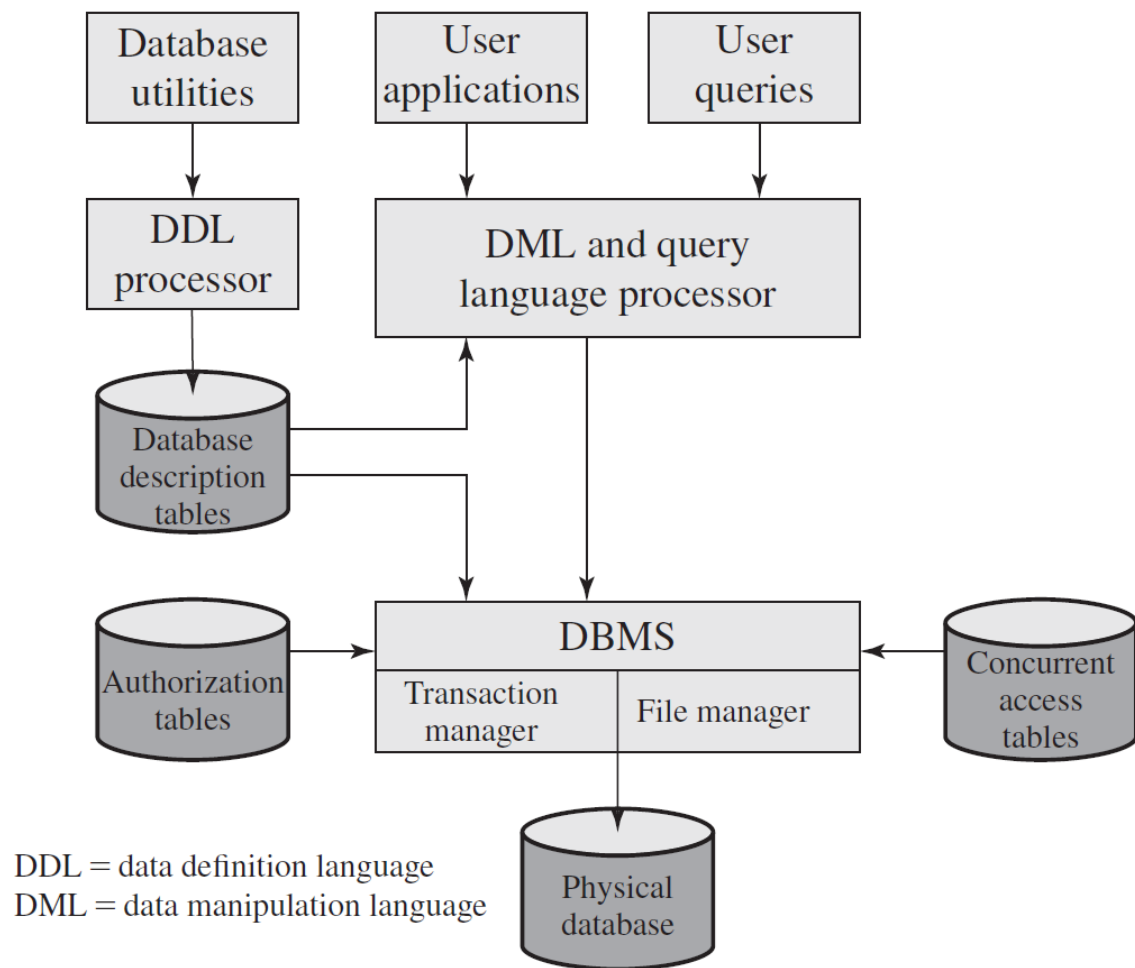 Database
utilities
User
applications
User
queries
DDL
processor
DML and query
language processor
Database
description
tables
DBMS
Transaction
manager
File manager
Authorization
tables
Concurrent
access
tables
Physical
database
DDL = data definition language
DML = data manipulation language